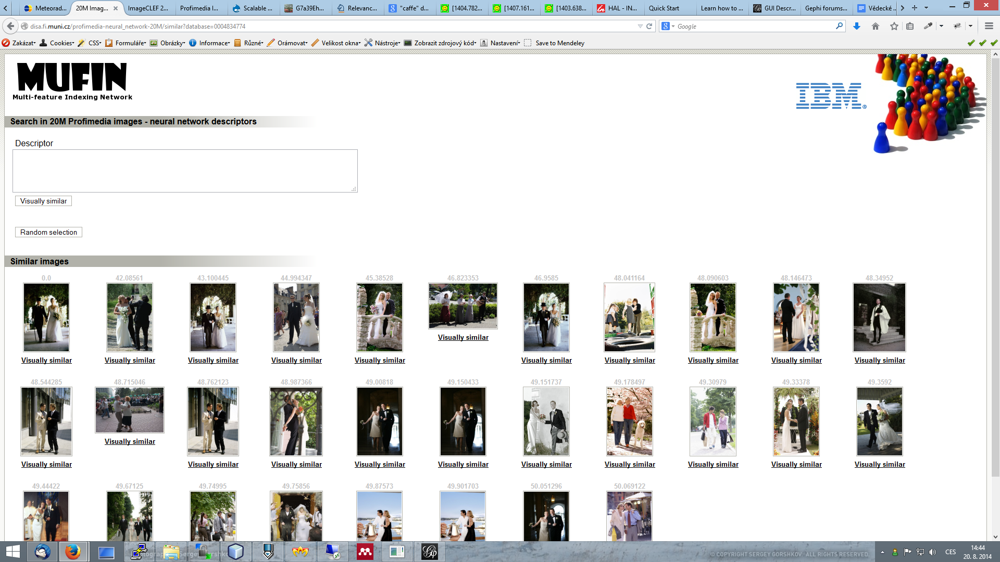 Meteorad...
20M Imag...
ImageCLEF 2...
Profimedia I...
Scalable ...
G7a39Eh...
Relevanc...
"caffe" d...
[1404.782...
[1407.161...
[1403.638...
HAL - IN...
Quick Start
Learn how to ...
GUI Descr...
Gephi forums...
Vědecké ...
disa.fi.muni.cz/profimedia-neural_network-20M/similar?database=0004834774
Google
Zakázat
Cookies
CSS
Formuláře
Obrázky
Informace
Různé
Orámovat
Velikost okna
Nástroje
Zobrazit zdrojový kód
Nastavení
Save to Mendeley
MUFIN
Multi-feature Indexing Network
IBM®
Search in 20M Profimedia images - neural network descriptors
Descriptor
Visually similar
Random selection
Similar images
0.0 42.08561 43.100445 44.994347 45.38528 46.823353 46.9585 48.041164 48.090603 48.146473 48.34952
Visually similar
Visually similar Visually similar Visually similar Visually similar Visually similar Visually similar Visually similar Visually similar Visually similar Visually similar
48.544285 48.715046 48.762123 48.987366 49.00818 49.150433 49.151737 49.178497 49.30979 49.33378 49.3592
Visually similar
Visually similar Visually similar Visually similar Visually similar Visually similar Visually similar Visually similar Visually similar Visually similar Visually similar
49.44422 49.67125 49.74995 49.75856 49.87573 49.901703 50.051296 50.069122
© COPYRIGHT SERGEY GORSHKOV. ALL RIGHTS RESERVED.
CES
14:44
20. 8. 2014